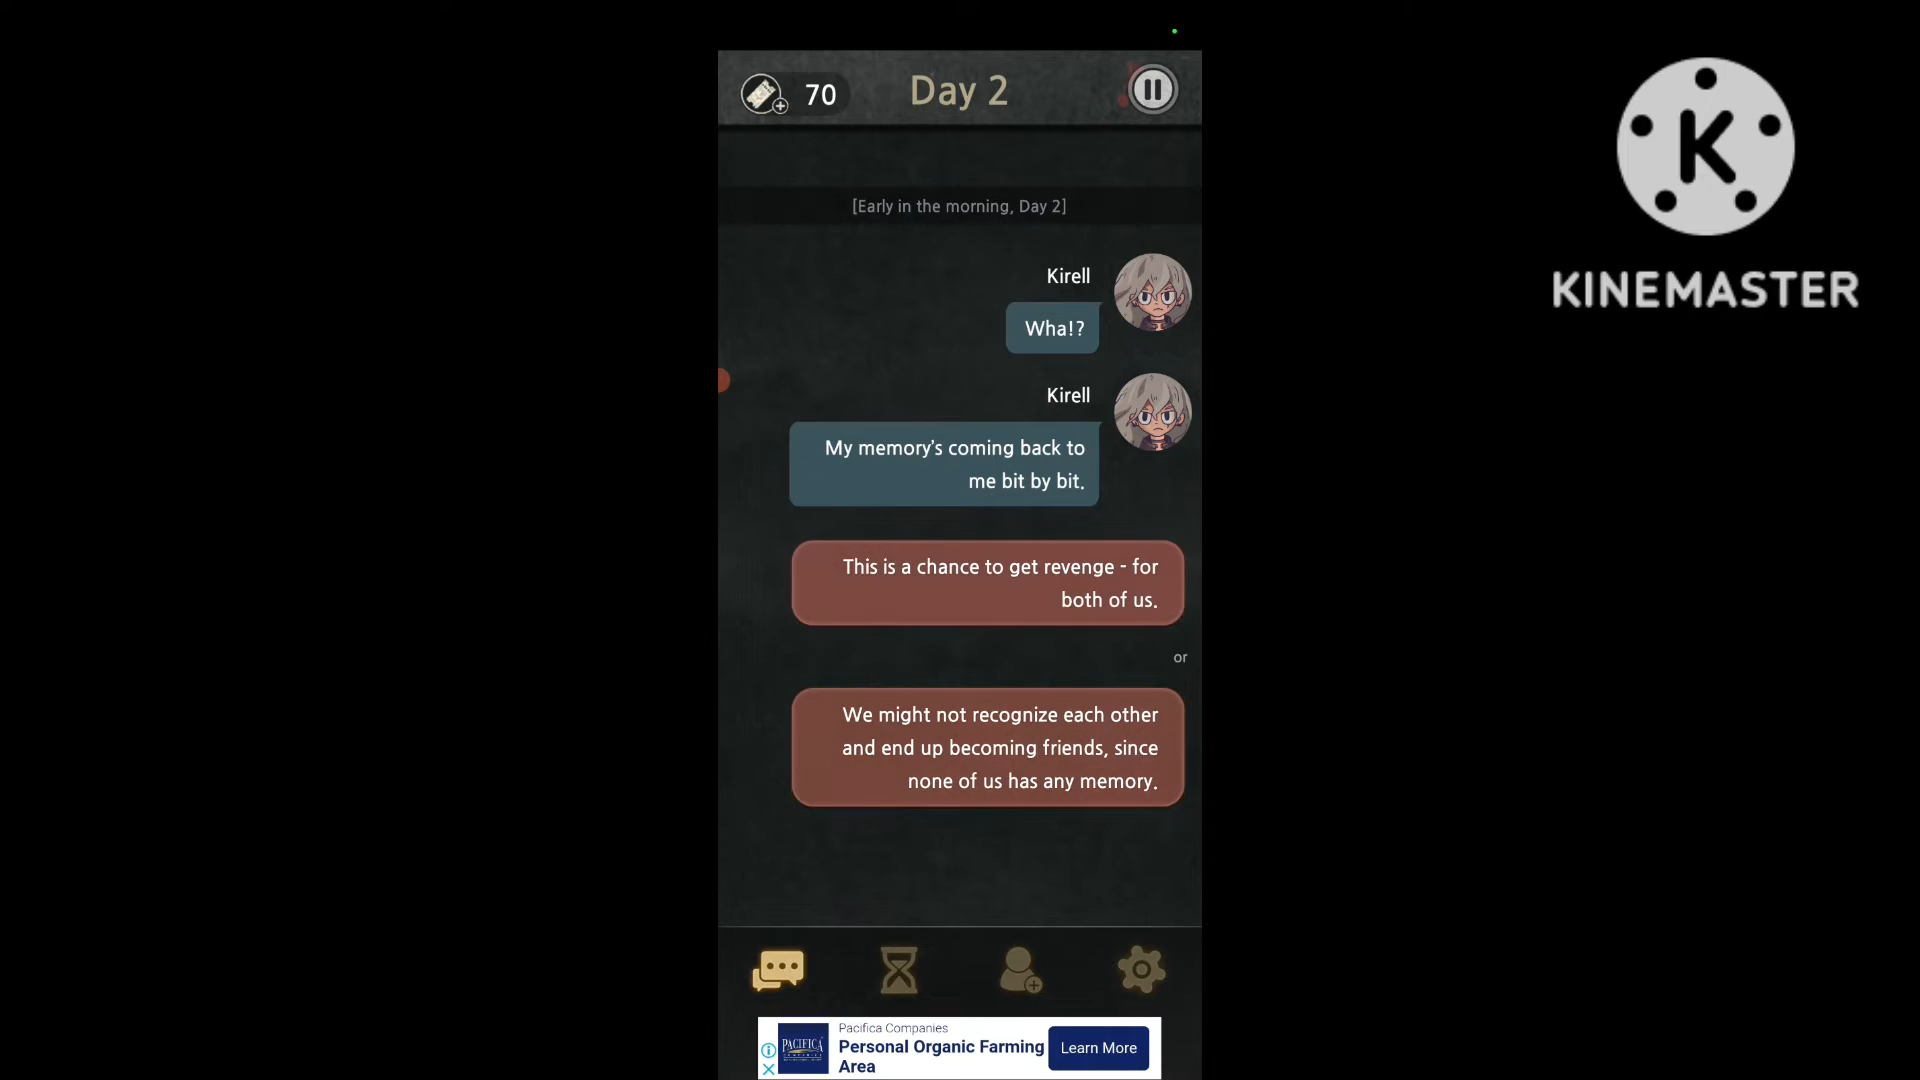 70
Day 2
K
KINEMASTER
[Early in the morning, Day 2]
Kirell
Wha!?
Kirell
My memory's coming back to
me bit by bit.
This is a chance to get revenge - for
both of us.
or
We might not recognize each other
and end up becoming friends, since
none of us has any memory.
Pacifica Companies
Personal Organic Farming
Area
Learn More
PACIFICA